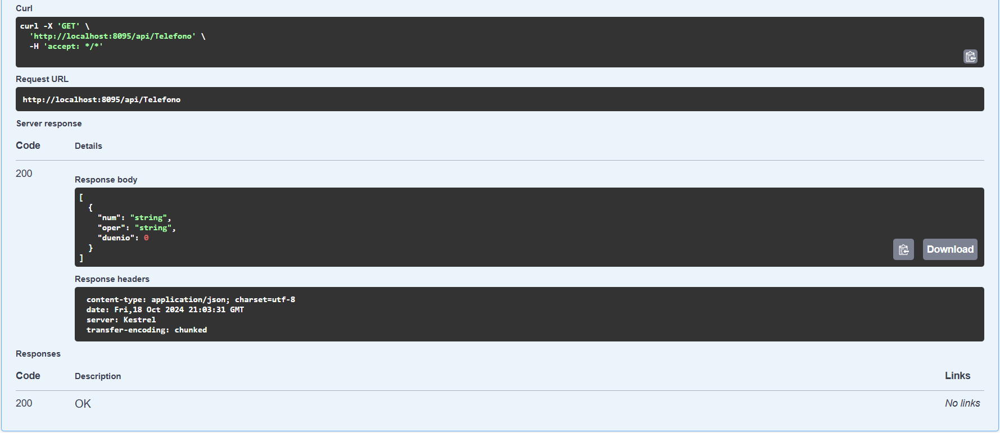 Curl
curl -X 'GET' \
  'http://localhost:8095/api/Telefono' \
  -H 'accept: */*'
Request URL
http://localhost:8095/api/Telefono
Server response
Code Details
200
Response body
[
  {
    "num": "string",
    "oper": "string",
    "duenio": 0
  }
]
Download
Response headers
content-type: application/json; charset=utf-8
date: Fri,18 Oct 2024 21:03:31 GMT
server: Kestrel
transfer-encoding: chunked
Responses
Code Description Links
200 OK No links